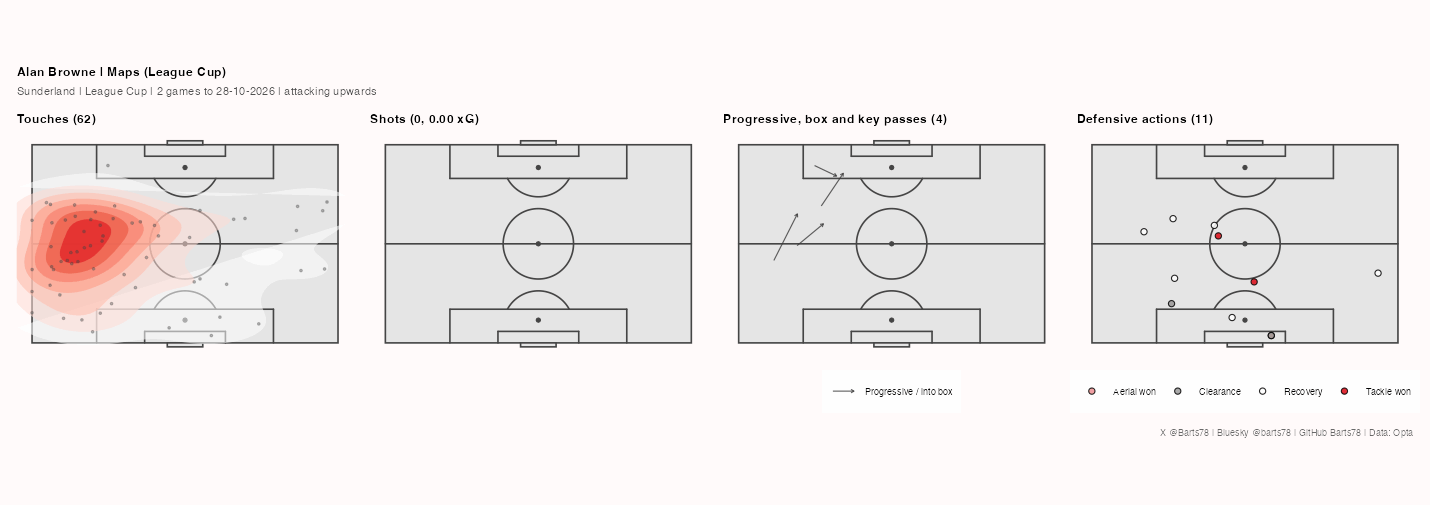 Alan Browne | Maps (League Cup)
Sunderland | League Cup | 2 games to 28-10-2026 | attacking upwards
Touches (62)
Shots (0, 0.00 xG)
Progressive, box and key passes (4)
Defensive actions (11)
Progressive / into box
Aerial won
Clearance
Recovery
Tackle won
X @Barts78 | Bluesky @barts78 | GitHub Barts78 | Data: Opta